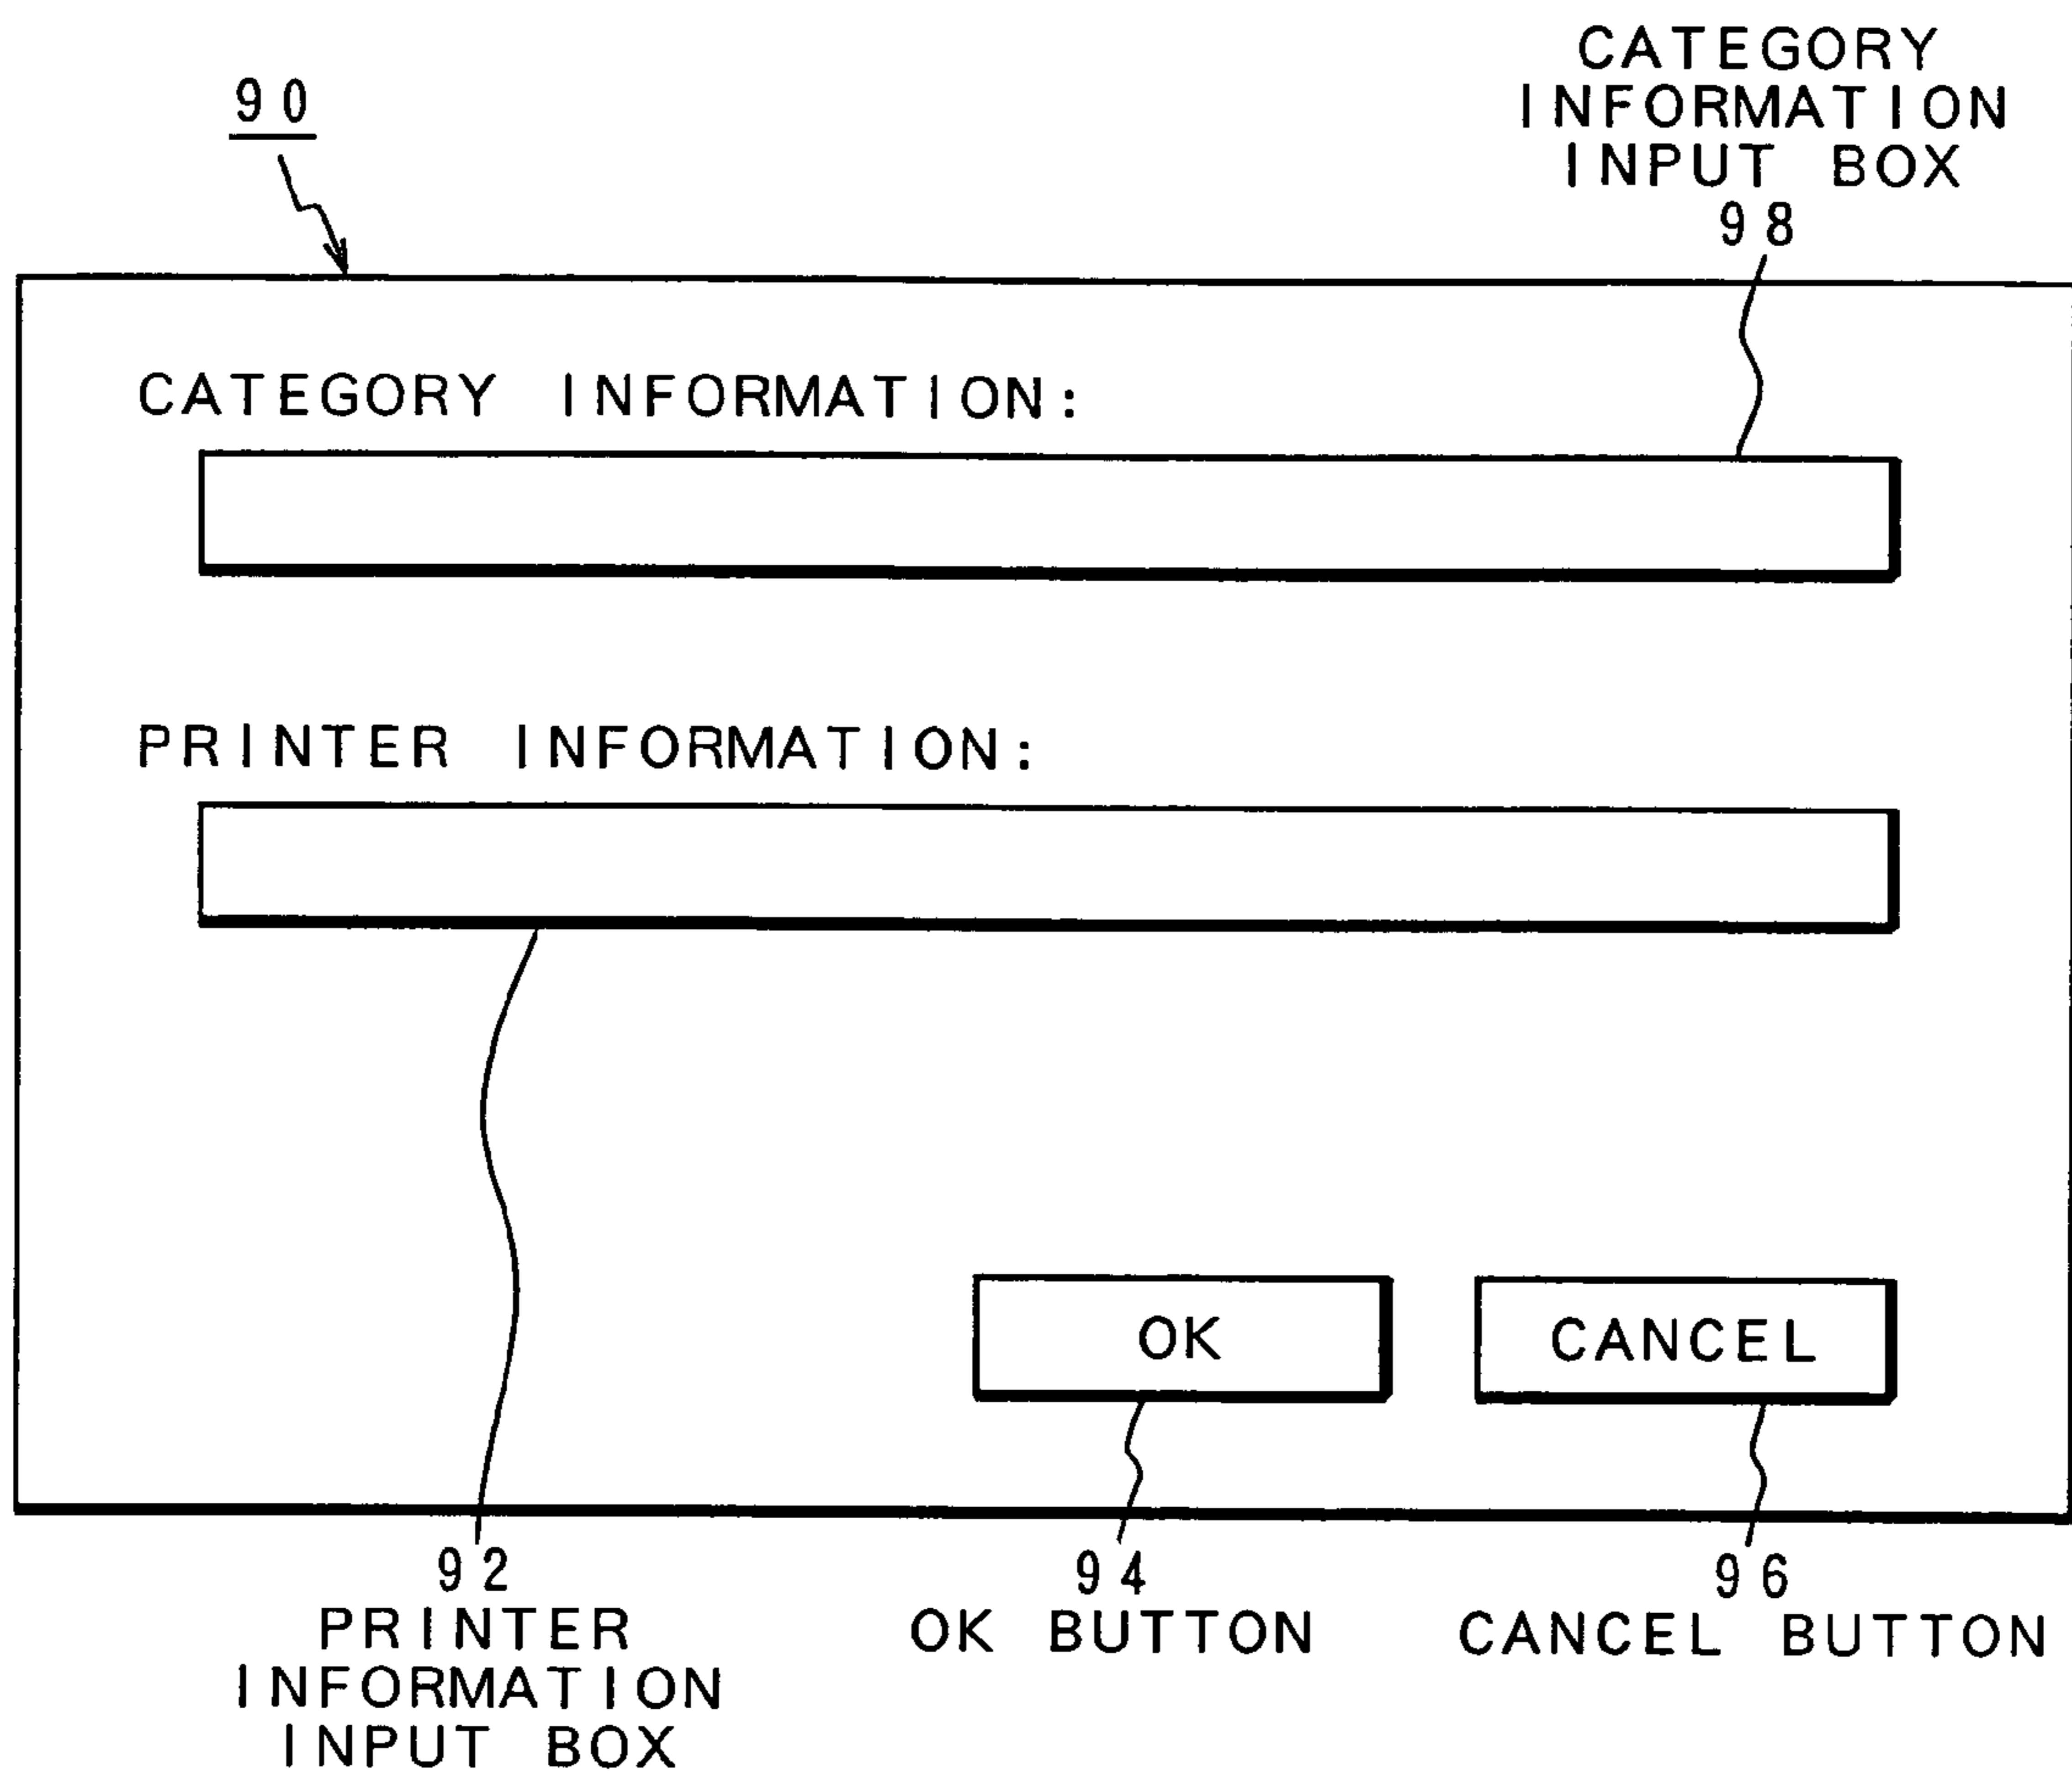 90
CATEGORY
INFORMATION
INPUT BOX
98
CATEGORY INFORMATION:
PRINTER INFORMATION:
OK
CANCEL
92
PRINTER
INFORMATION
INPUT BOX
94
OK BUTTON
96
CANCEL BUTTON